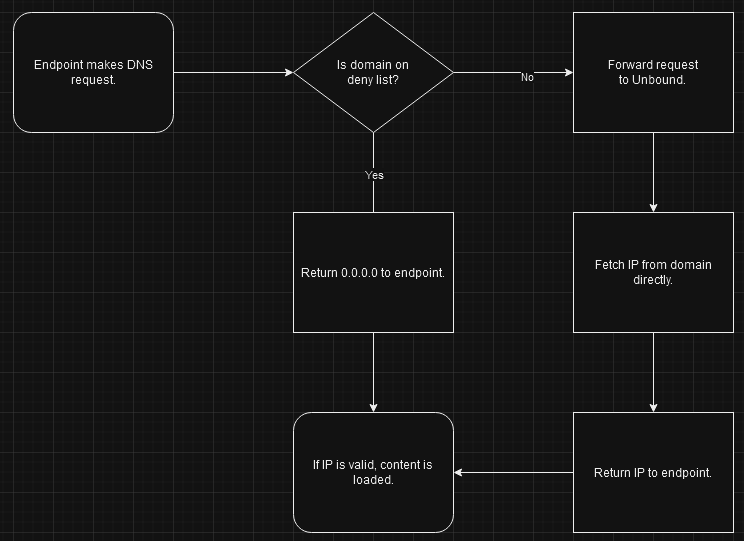 Endpoint makes DNS
request.
Is domain on
deny list?
No
Forward request
to Unbound.
Yes
Return 0.0.0.0 to endpoint.
Fetch IP from domain
directly.
If IP is valid, content is
loaded.
Return IP to endpoint.